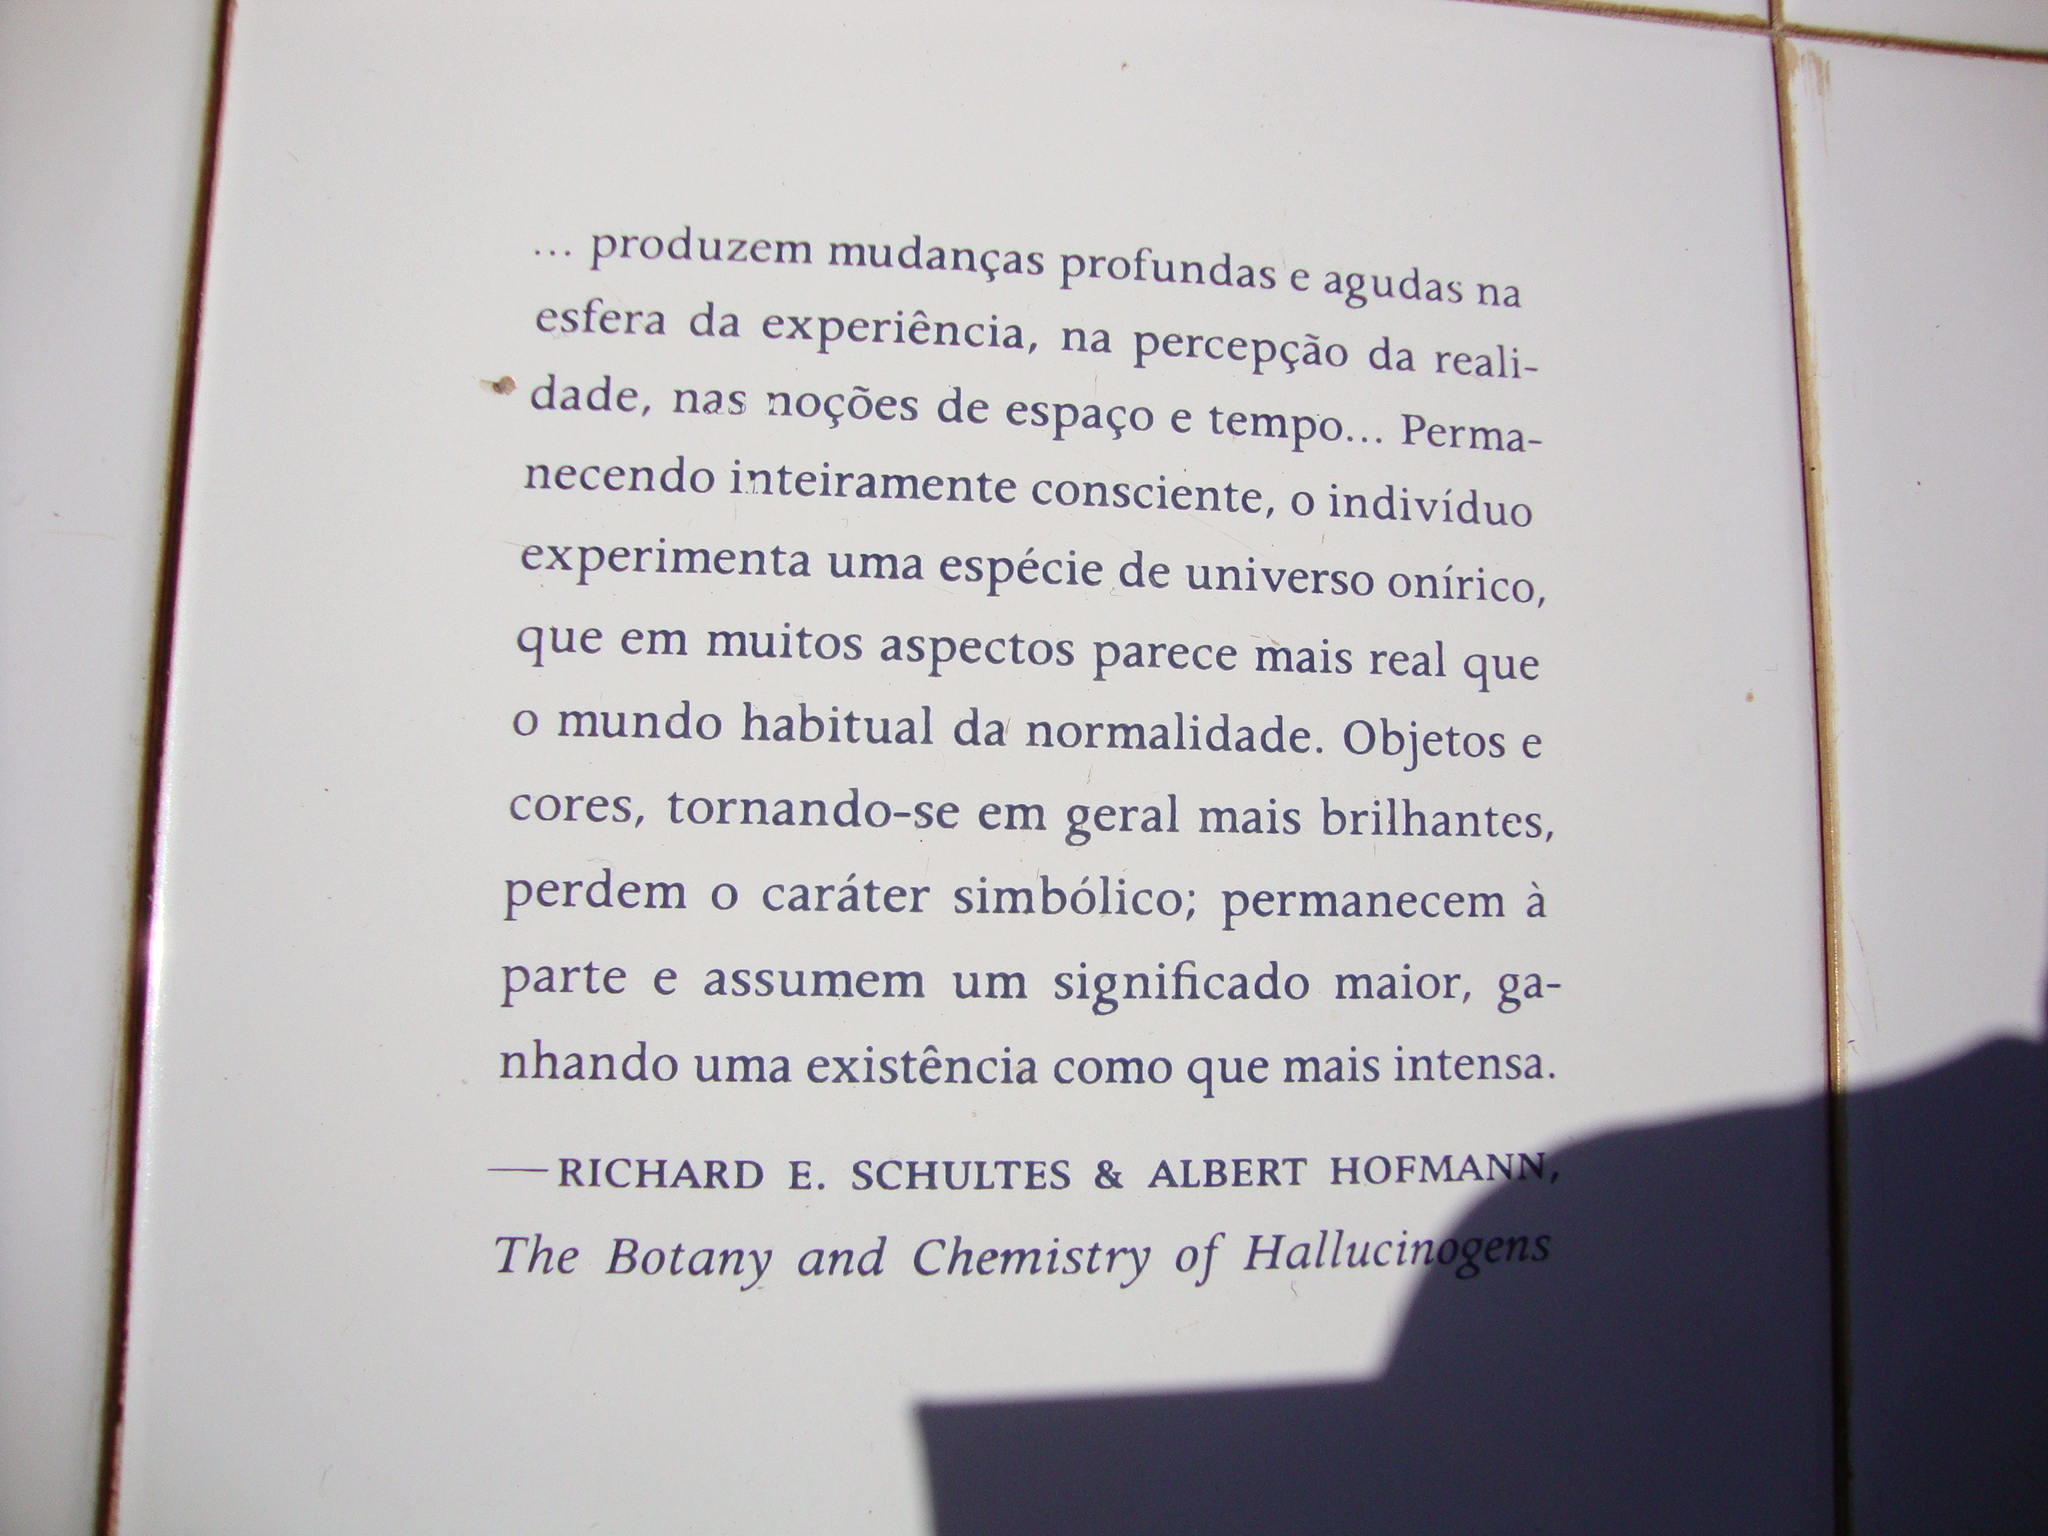 ... produzem mudanças profundas e agudas na
esfera da experiência, na percepção da reali-
dade, nas noções de espaço e tempo... Perma-
necendo inteiramente consciente, o indivíduo
experimenta uma espécie de universo onírico,
que em muitos aspectos parece mais real que
o mundo habitual da normalidade. Objetos e
cores, tornando-se em geral mais brilhantes,
perdem o caráter simbólico; permanecem à
parte e assumem um significado maior, ga-
nhando uma existência como que mais intensa.
—RICHARD E. SCHULTES & ALBERT HOFMANN,
The Botany and Chemistry of Hallucinogens